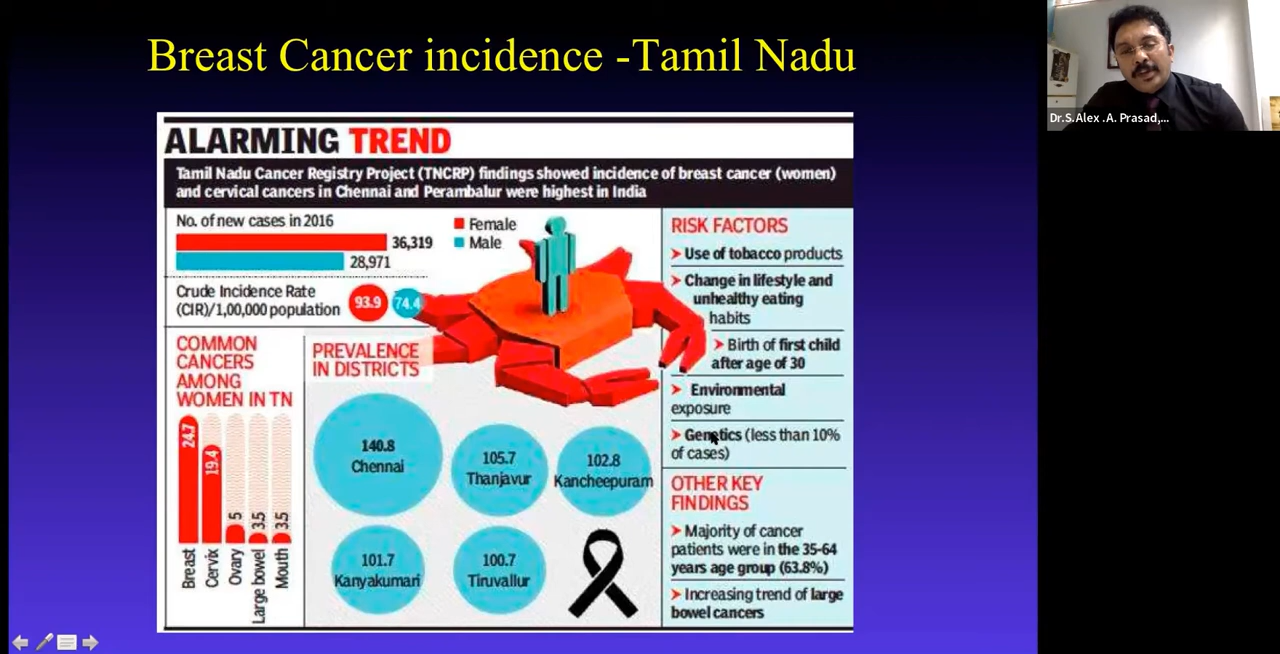 Breast Cancer incidence -Tamil Nadu
Dr.S.Alex .A. Prasad,...
ALARMING TREND
Tamil Nadu Cancer Registry Project (TNCRP) findings showed incidence of breast cancer (women)
and cervical cancers in Chennai and Perambalur were highest in India
No. of new cases in 2016
36,319
28,971
Female
Male
Crude Incidence Rate
(CIR)/1,00,000 population
93.9
74.4
COMMON
CANCERS
AMONG
WOMEN IN TN
24.7
19.4
5
3.5
3.5
Breast
Cervix
Ovary
Large bowel
Mouth
PREVALENCE
IN DISTRICTS
140.8
Chennai
105.7
Thanjavur
102.8
Kancheepuram
101.7
Kanyakumari
100.7
Tiruvallur
RISK FACTORS
Use of tobacco products
Change in lifestyle and
unhealthy eating
habits
Birth of first child
after age of 30
Environmental
exposure
Genetics (less than 10%
of cases)
OTHER KEY
FINDINGS
Majority of cancer
patients were in the 35-64
years age group (63.8%)
Increasing trend of large
bowel cancers